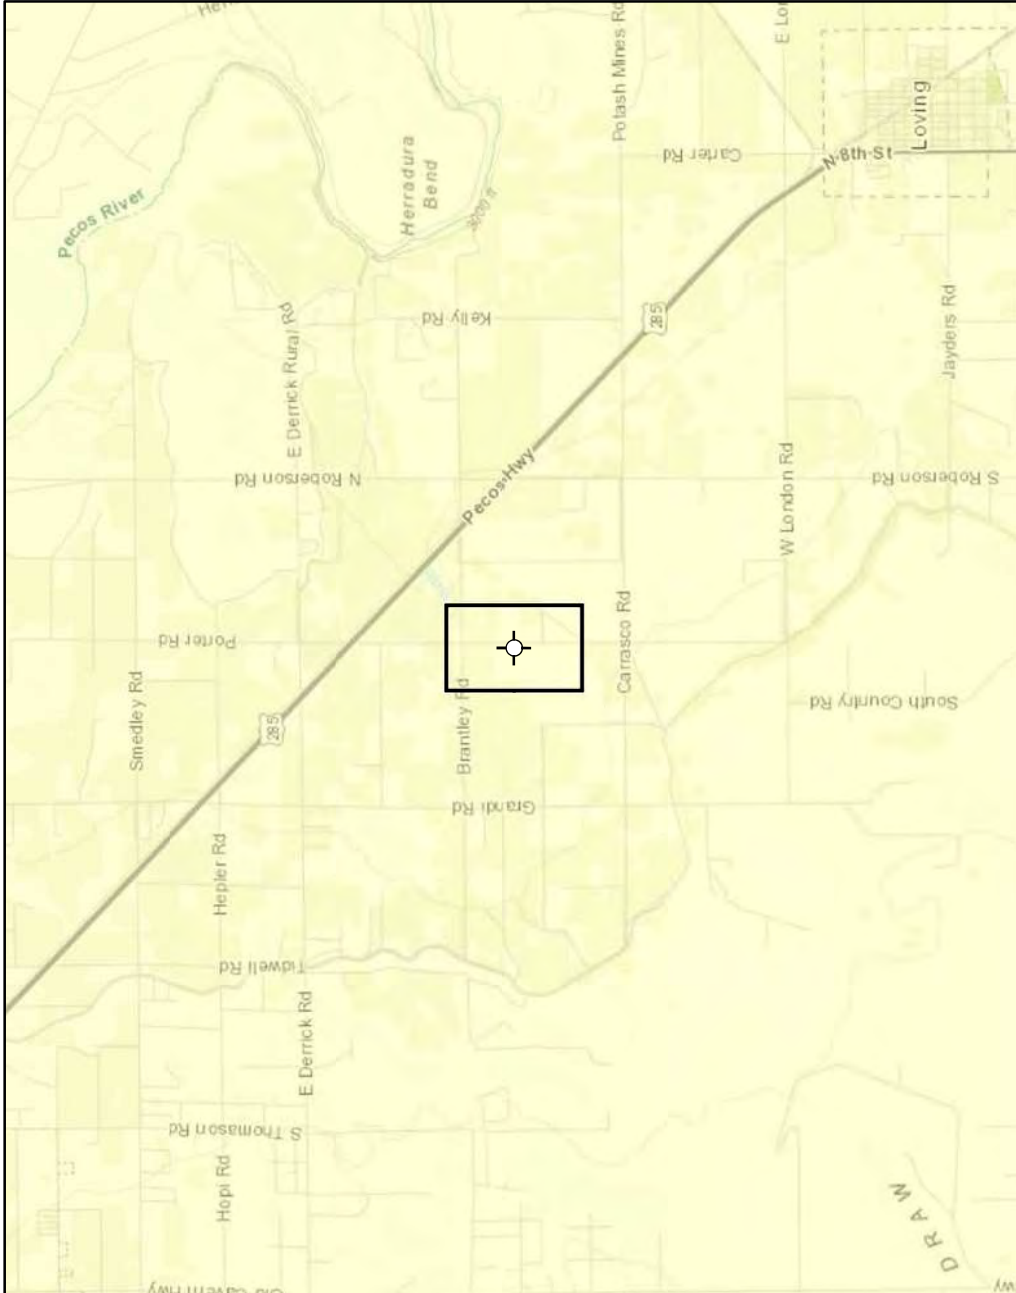 Potash Mines Rd
Loving
Carter Rd
N 8th St
Herradura
Bend
3000 ft
Pecos River
Kelly Rd
285
Jayders Rd
E Derrick Rural Rd
N Roberson Rd
Pecos Hwy
W London Rd
S Roberson Rd
Porter Rd
Carrasco Rd
Smedley Rd
285
Brantley Rd
South Country Rd
Grandi Rd
Hepler Rd
Tidwell Rd
E Derrick Rd
S Thomason Rd
Hopi Rd
DRAW